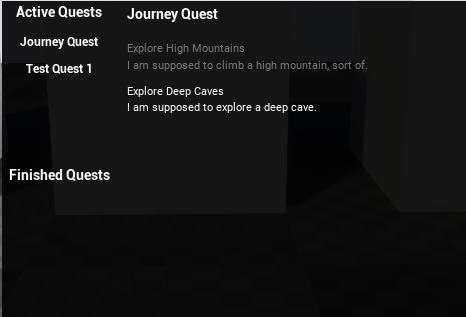 Active Quests
Journey Quest
Test Quest 1
Finished Quests
Journey Quest
Explore High Mountains
I am supposed to climb a high mountain, sort of.
Explore Deep Caves
I am supposed to explore a deep cave.